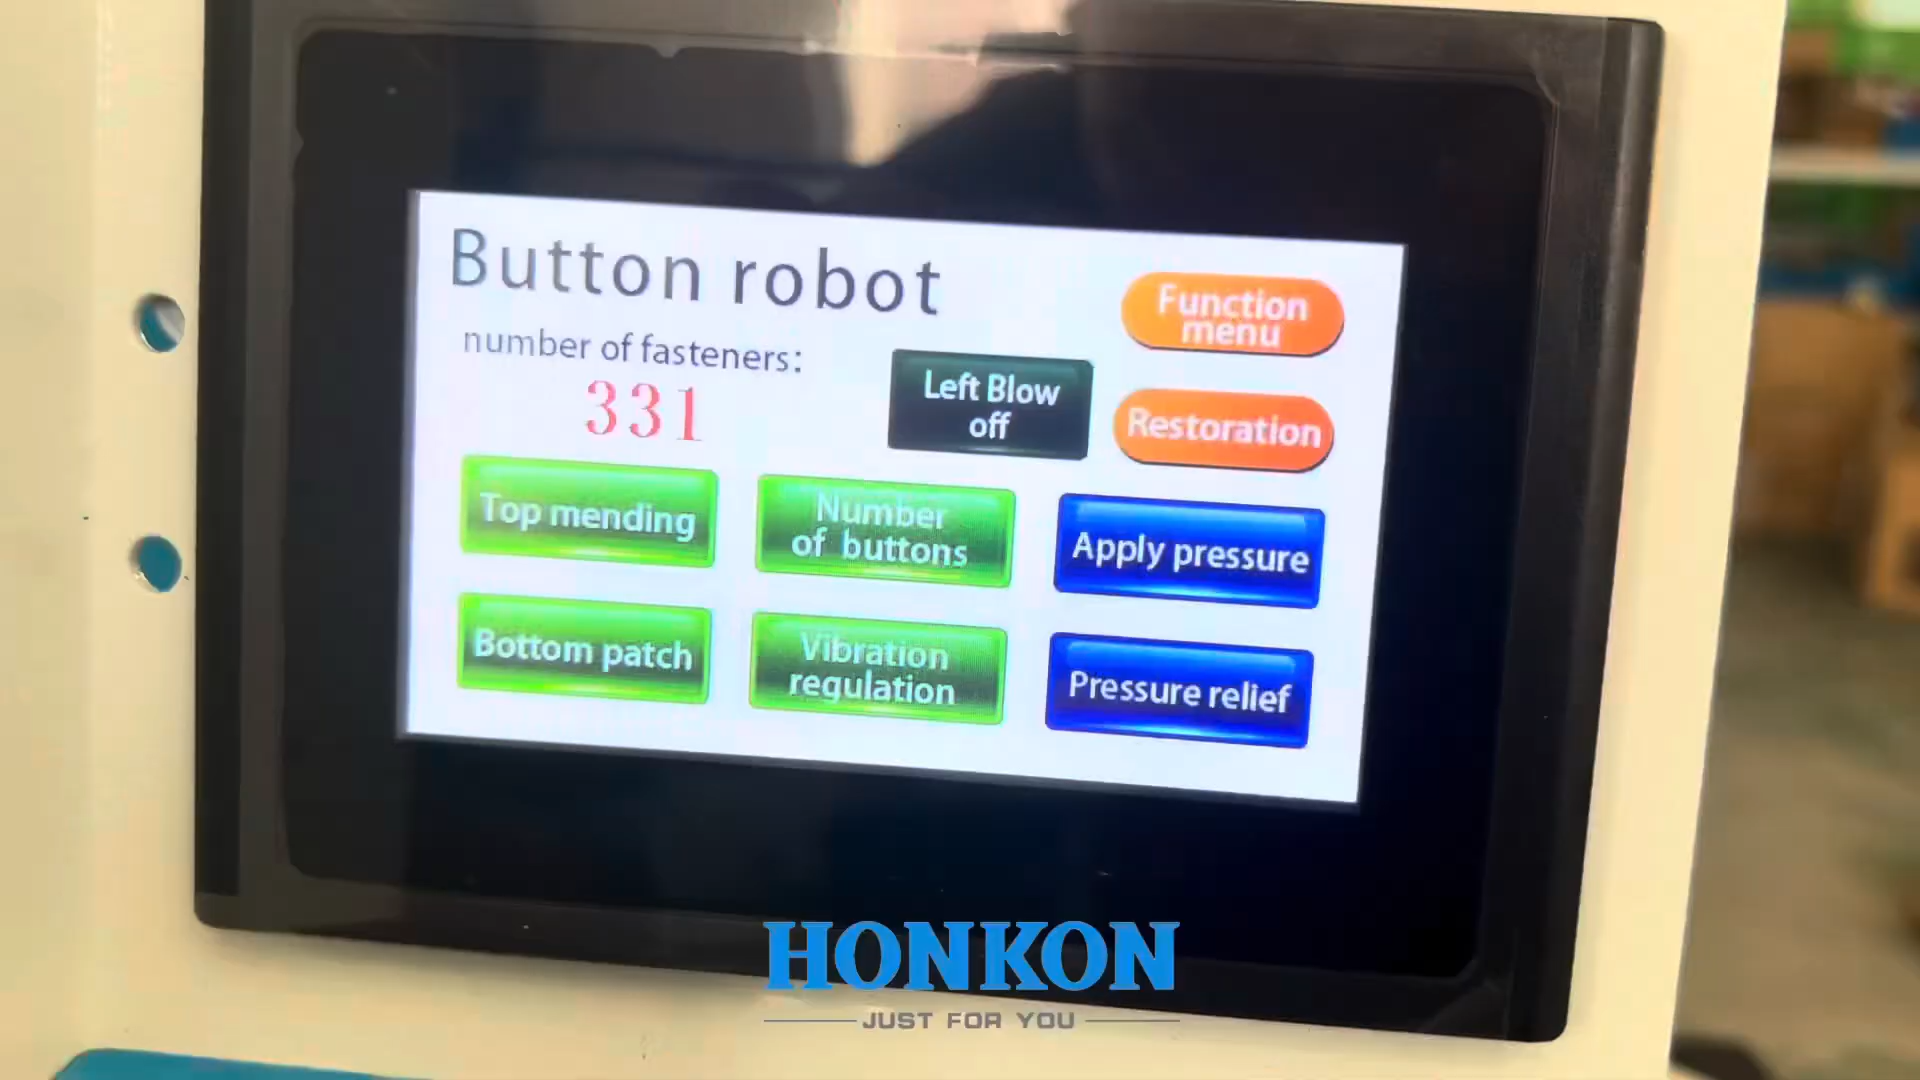 Button robot
number of fasteners:
331
Left Blow
off
Function
menu
Restoration
Top mending
Number
of buttons
Apply pressure
Bottom patch
Vibration
regulation
Pressure relief
HONKON
JUST FOR YOU